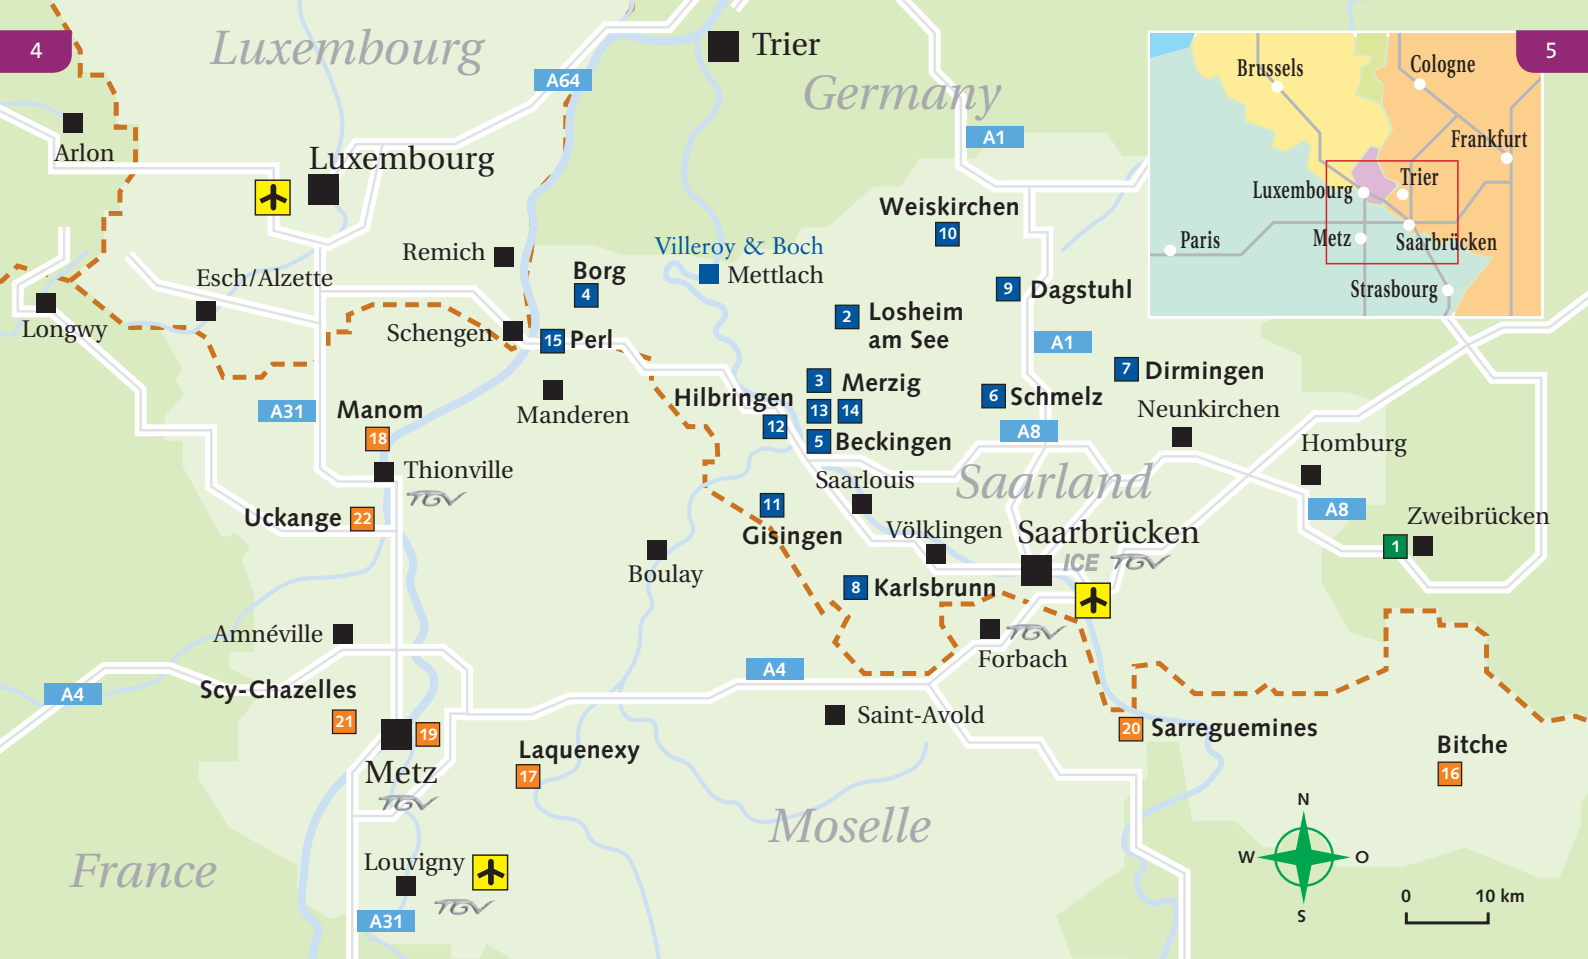 4
5
Luxembourg
Trier
A64
Germany
Brussels
Cologne
Frankfurt
Trier
Luxembourg
Paris
Metz
Saarbrücken
Strasbourg
Arlon
Luxembourg
A1
Weiskirchen
10
Remich
Villeroy & Boch
Mettlach
Borg
4
Esch/Alzette
9
Dagstuhl
Longwy
Schengen
15
Perl
2
Losheim
am See
A1
7
Dirmingen
3
Merzig
13
14
6
Schmelz
Hilbringen
12
5
Beckingen
A8
Neunkirchen
Homburg
A31
Manom
18
Manderen
Thionville
TGV
Saarlouis
Saarland
A8
Zweibrücken
1
Uckange
22
11
Gisingen
Völklingen
Saarbrücken
ICE
TGV
Boulay
8
Karlsbrunn
Amnéville
TGV
Forbach
A4
A4
Scy-Chazelles
21
19
Metz
TGV
Saint-Avold
20
Sarreguemines
Laquenexy
17
Bitche
16
Moselle
France
Louvigny
TGV
A31
N
W
O
S
0
10 km